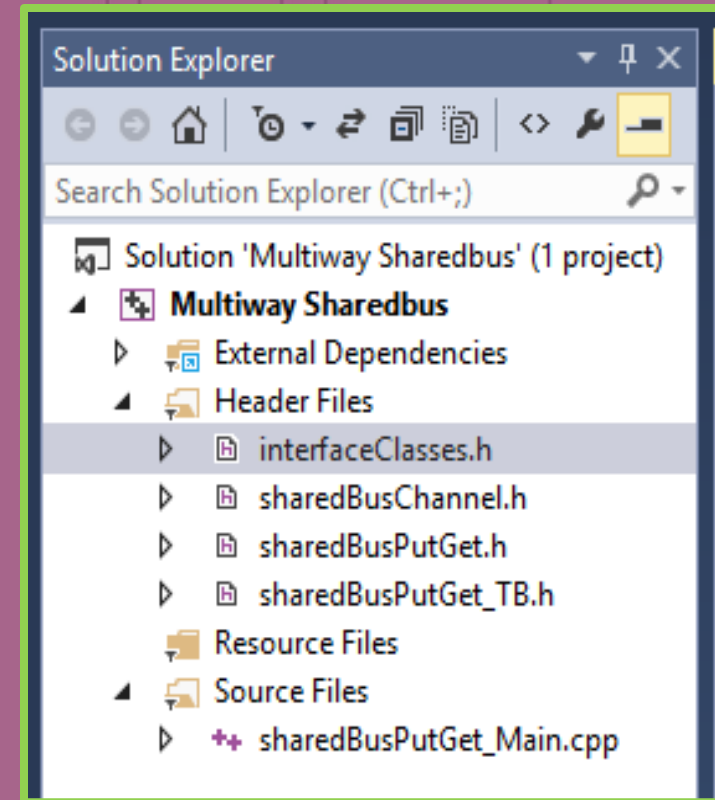 Solution Explorer
Search Solution Explorer (Ctrl+;)
Solution 'Multiway Sharedbus' (1 project)
Multiway Sharedbus
External Dependencies
Header Files
interfaceClasses.h
sharedBusChannel.h
sharedBusPutGet.h
sharedBusPutGet_TB.h
Resource Files
Source Files
sharedBusPutGet_Main.cpp